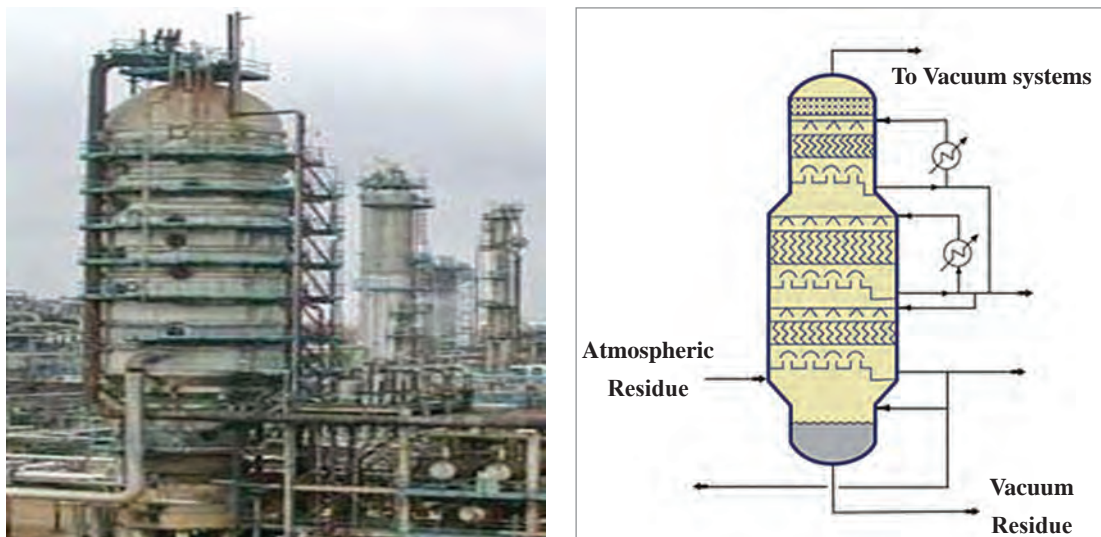 To Vacuum systems
Atmospheric
Residue
Vacuum
Residue